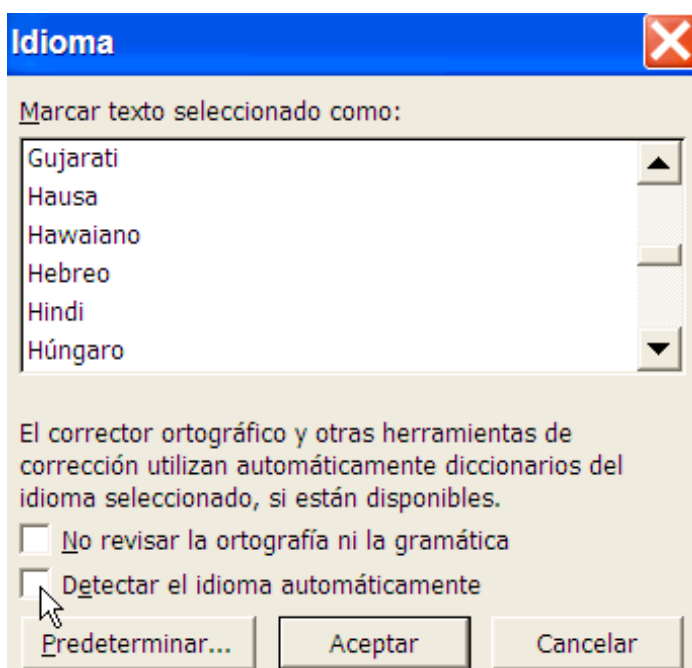 Idioma
Marcar texto seleccionado como:
Gujarati
Hausa
Hawaiano
Hebreo
Hindi
Húngaro
El corrector ortográfico y otras herramientas de
corrección utilizan automáticamente diccionarios del
idioma seleccionado, si están disponibles.
No revisar la ortografía ni la gramática
Detectar el idioma automáticamente
Predeterminar... Aceptar Cancelar